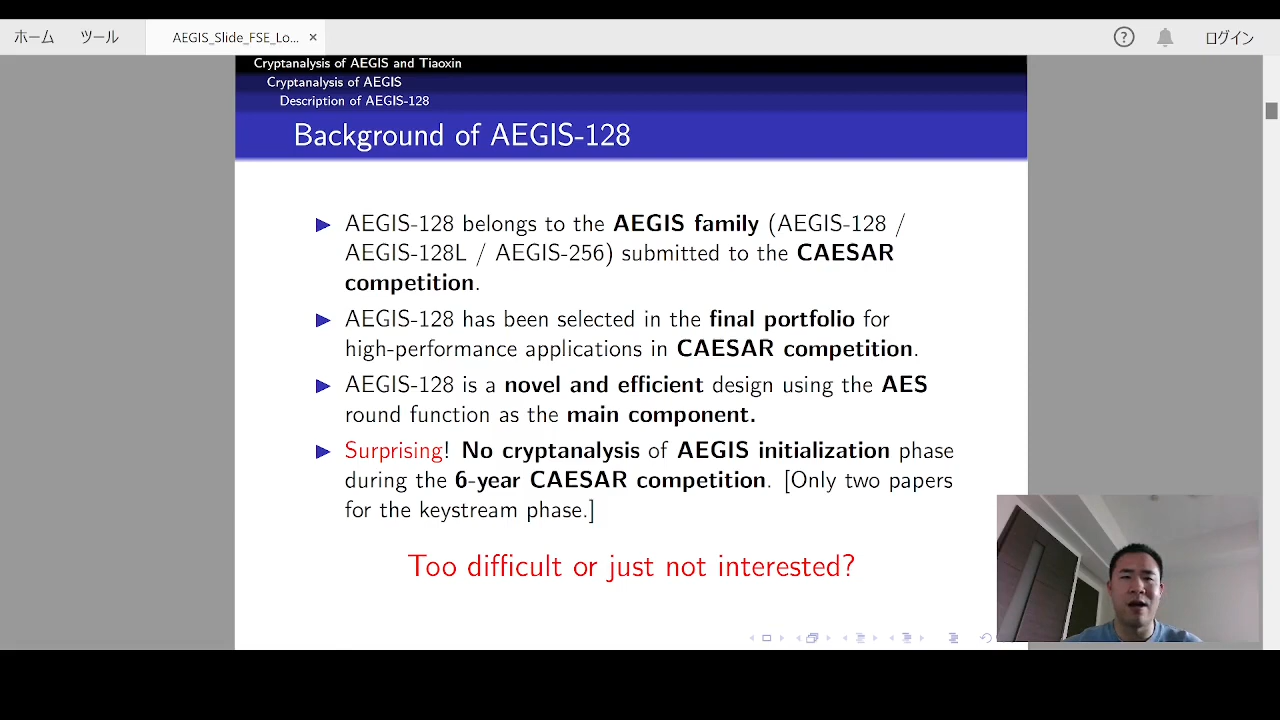 ホーム ツール AEGIS_Slide_FSE_Lo... × ? ログイン
Cryptanalysis of AEGIS and Tiaoxin
Cryptanalysis of AEGIS
Description of AEGIS-128
Background of AEGIS-128
AEGIS-128 belongs to the AEGIS family (AEGIS-128 /
AEGIS-128L / AEGIS-256) submitted to the CAESAR
competition.
AEGIS-128 has been selected in the final portfolio for
high-performance applications in CAESAR competition.
AEGIS-128 is a novel and efficient design using the AES
round function as the main component.
Surprising! No cryptanalysis of AEGIS initialization phase
during the 6-year CAESAR competition. [Only two papers
for the keystream phase.]
Too difficult or just not interested?